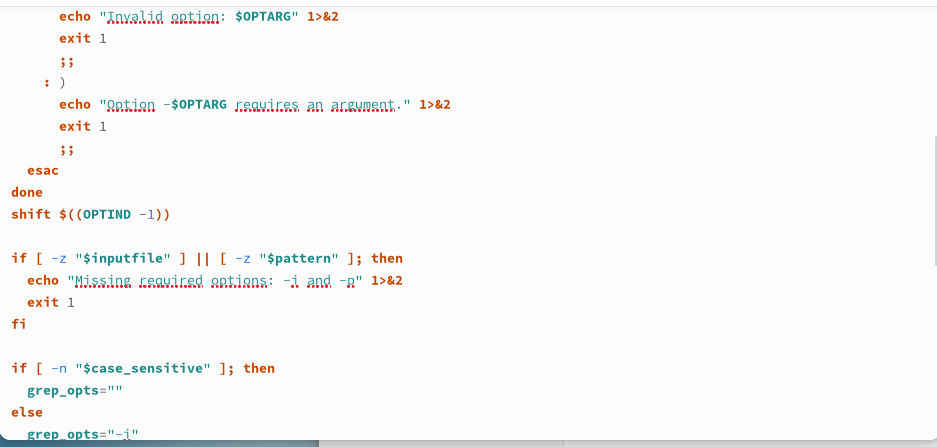 echo "Invalid option: $OPTARG" 1>&2
exit 1
;;
: )
echo "Option -$OPTARG requires an argument." 1>&2
exit 1
;;
esac
done
shift $((OPTIND -1))
if [ -z "$inputfile" ] || [ -z "$pattern" ]; then
echo "Missing required options: -i and -p" 1>&2
exit 1
fi
if [ -n "$case_sensitive" ]; then
grep_opts=""
else
grep_opts="-i"